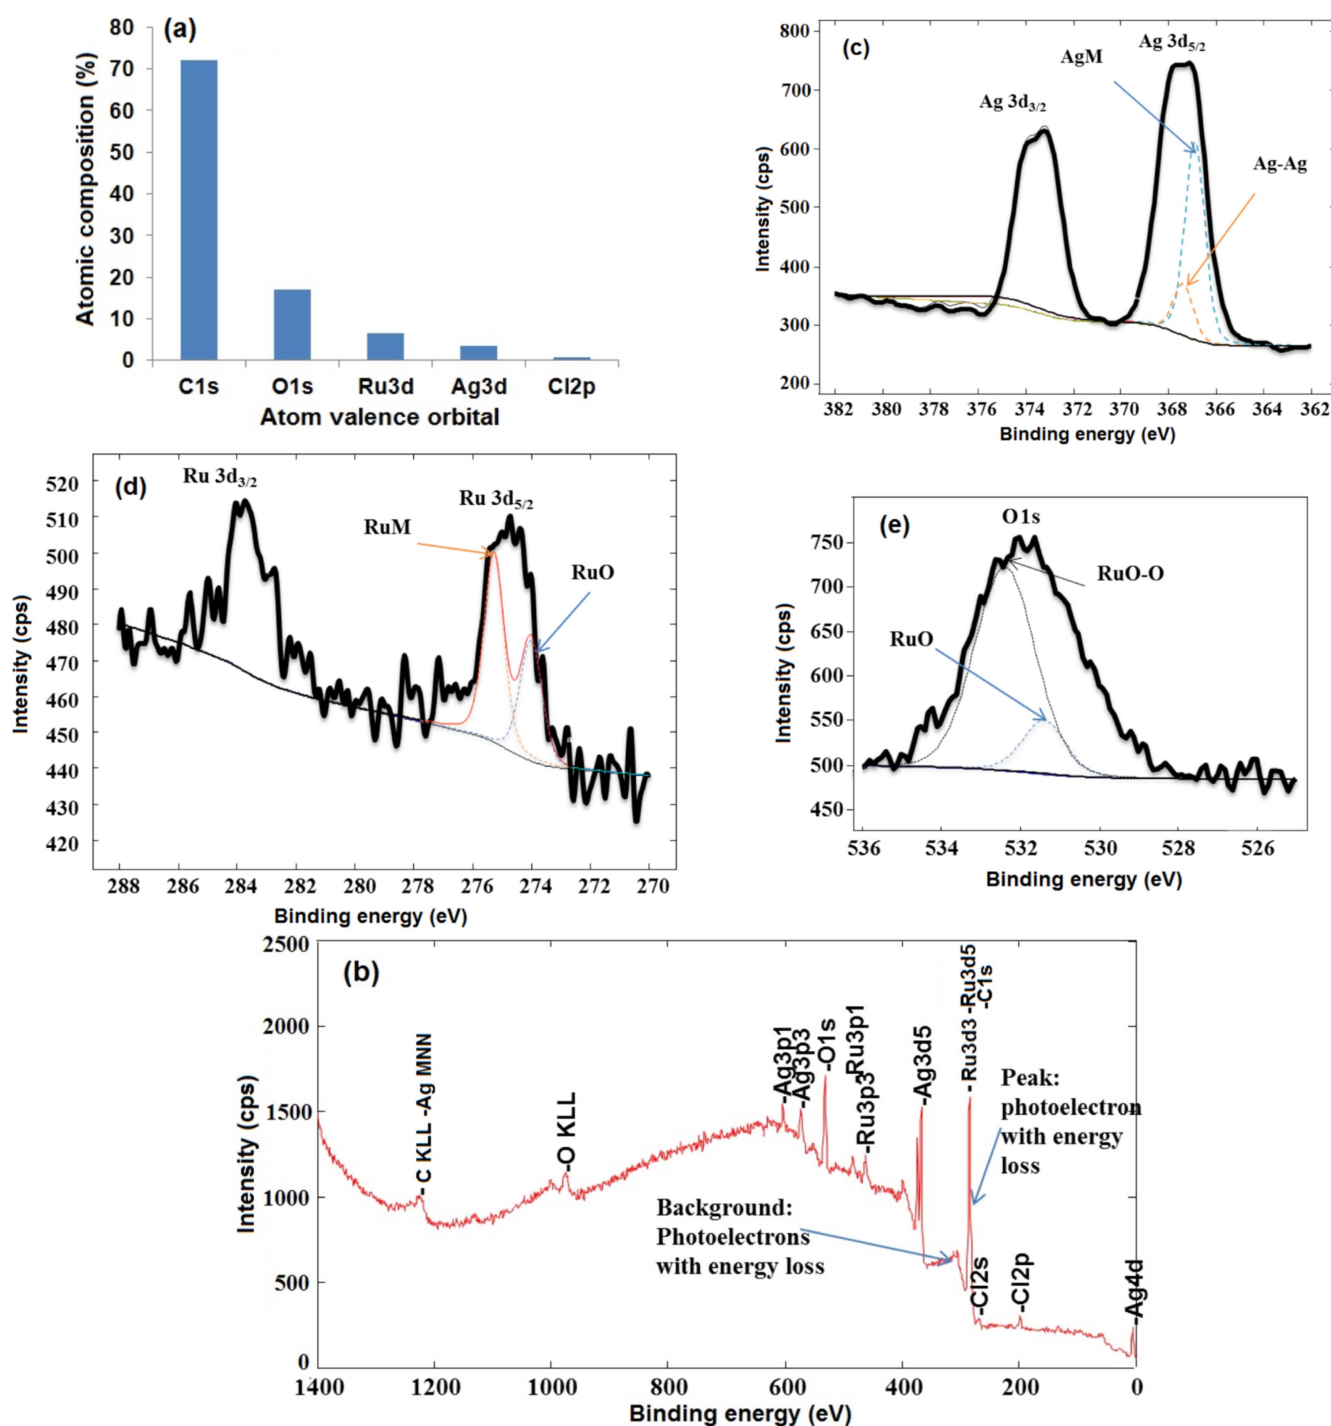 (a)
Atomic composition (%)
80
70
60
50
40
30
20
10
0
C1s O1s Ru3d Ag3d Cl2p
Atom valence orbital
(c)
Intensity (cps)
800
700
600
500
400
300
200
Ag 3d3/2
AgM
Ag 3d5/2
Ag-Ag
382 380 378 376 374 372 370 368 366 364 362
Binding energy (eV)
(d)
Intensity (cps)
520
510
500
490
480
470
460
450
440
430
420
Ru 3d3/2
Ru 3d5/2
RuM
RuO
288 286 284 282 280 278 276 274 272 270
Binding energy (eV)
(e)
Intensity (cps)
750
700
650
600
550
500
450
O1s
RuO-O
RuO
536 534 532 530 528 526
Binding energy (eV)
(b)
Intensity (cps)
2500
2000
1500
1000
500
0
- C KLL -Ag MNN
- O KLL
-Ag3p1
-Ag3p3
-O1s
Ru3p1
-Ru3p3
-Ag3d5
- Ru3d3 -Ru3d5
-C1s
Peak:
photoelectron
with energy
loss
Background:
Photoelectrons
with energy loss
-Cl2s
-Cl2p
-Ag4d
1400 1200 1000 800 600 400 200 0
Binding energy (eV)